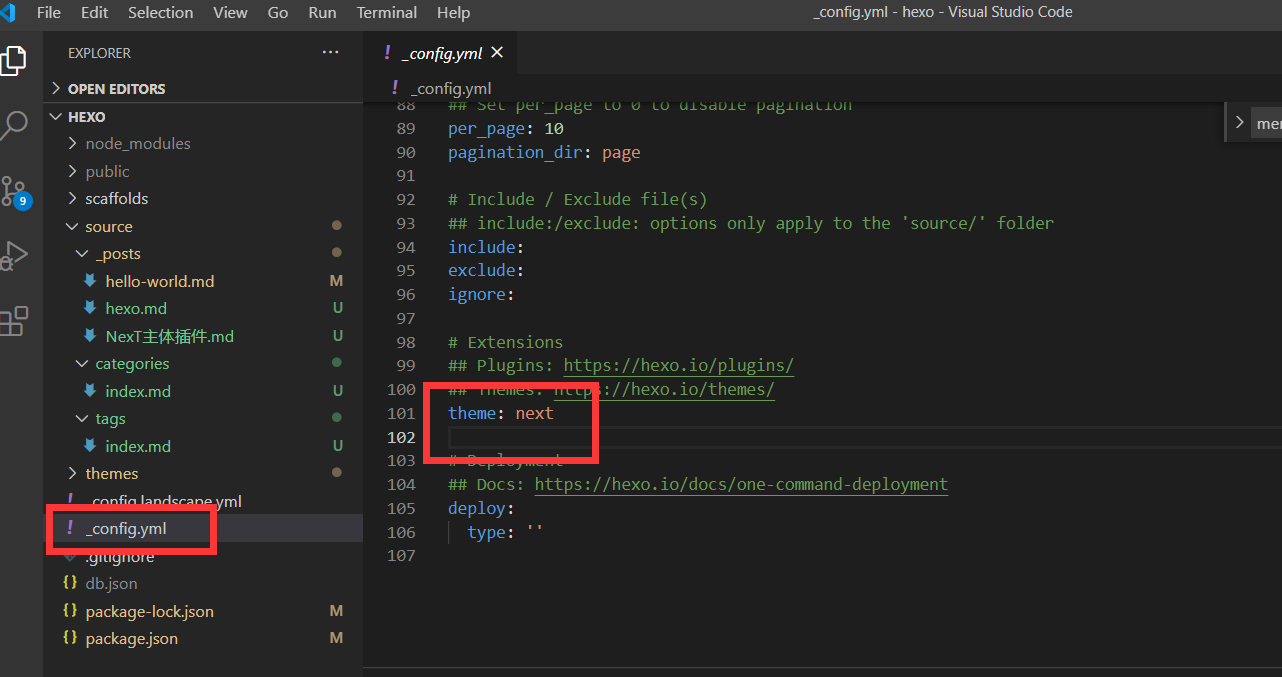 File Edit Selection View Go Run Terminal Help
_config.yml - hexo - Visual Studio Code
EXPLORER ···
OPEN EDITORS
HEXO
node_modules
public
scaffolds
source
_posts
hello-world.md M
hexo.md U
NexT主体插件.md U
categories
index.md U
tags
index.md U
themes
_config.landscape.yml
_config.yml
.gitignore
db.json
package-lock.json M
package.json M
9
_config.yml
_config.yml
88 ## Set per_page to 0 to disable pagination
89 per_page: 10
90 pagination_dir: page
91
92 # Include / Exclude file(s)
93 ## include:/exclude: options only apply to the 'source/' folder
94 include:
95 exclude:
96 ignore:
97
98 # Extensions
99 ## Plugins: https://hexo.io/plugins/
100 ## Themes: https://hexo.io/themes/
101 theme: next
102
103 # Deployment
104 ## Docs: https://hexo.io/docs/one-command-deployment
105 deploy:
106 type: ''
107